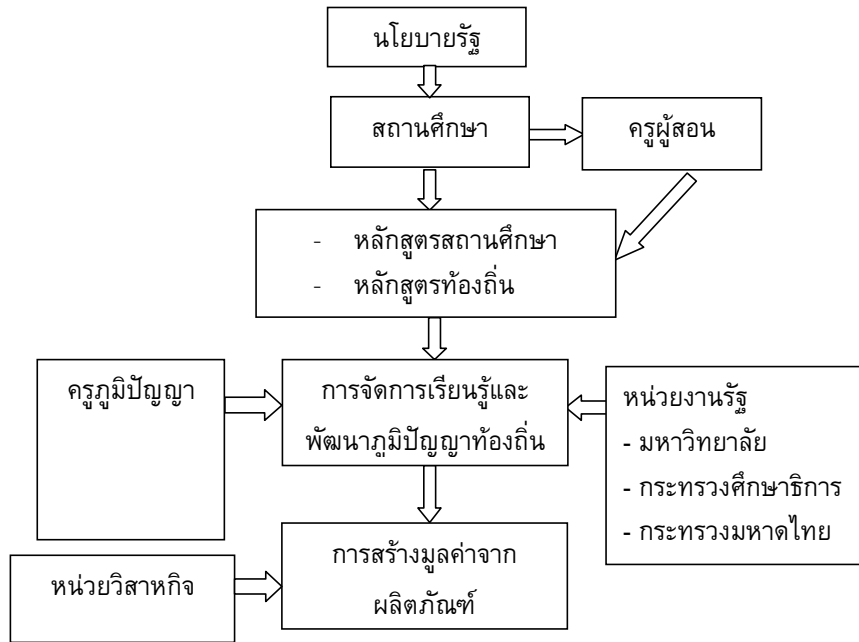 นโยบายรัฐ
สถานศึกษา
ครูผู้สอน
- หลักสูตรสถานศึกษา
- หลักสูตรท้องถิ่น
ครูภูมิปัญญา
การจัดการเรียนรู้และ
พัฒนาภูมิปัญญาท้องถิ่น
หน่วยงานรัฐ
- มหาวิทยาลัย
- กระทรวงศึกษาธิการ
- กระทรวงมหาดไทย
หน่วยวิสาหกิจ
การสร้างมูลค่าจาก
ผลิตภัณฑ์